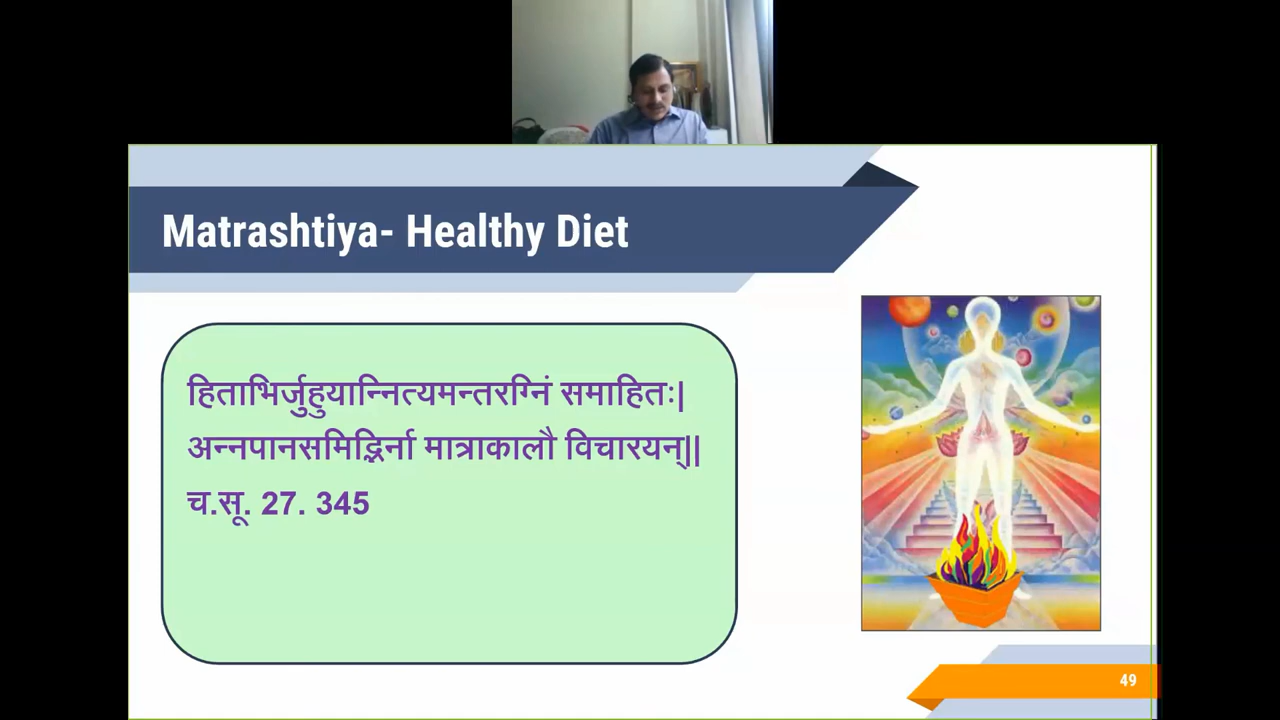 Matrashtiya- Healthy Diet
हिताभिर्जुहुयान्नित्यमन्तरग्निं समाहितः|
अन्नपानसमिद्भिर्ना मात्राकालौ विचारयन्||
च.सू. 27. 345
49